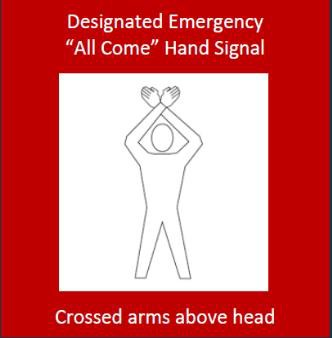 Designated Emergency
“All Come” Hand Signal
Crossed arms above head